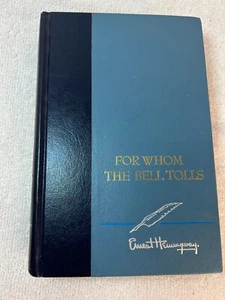 FOR WHOM
THE BELL TOLLS
Ernest Hemingway.